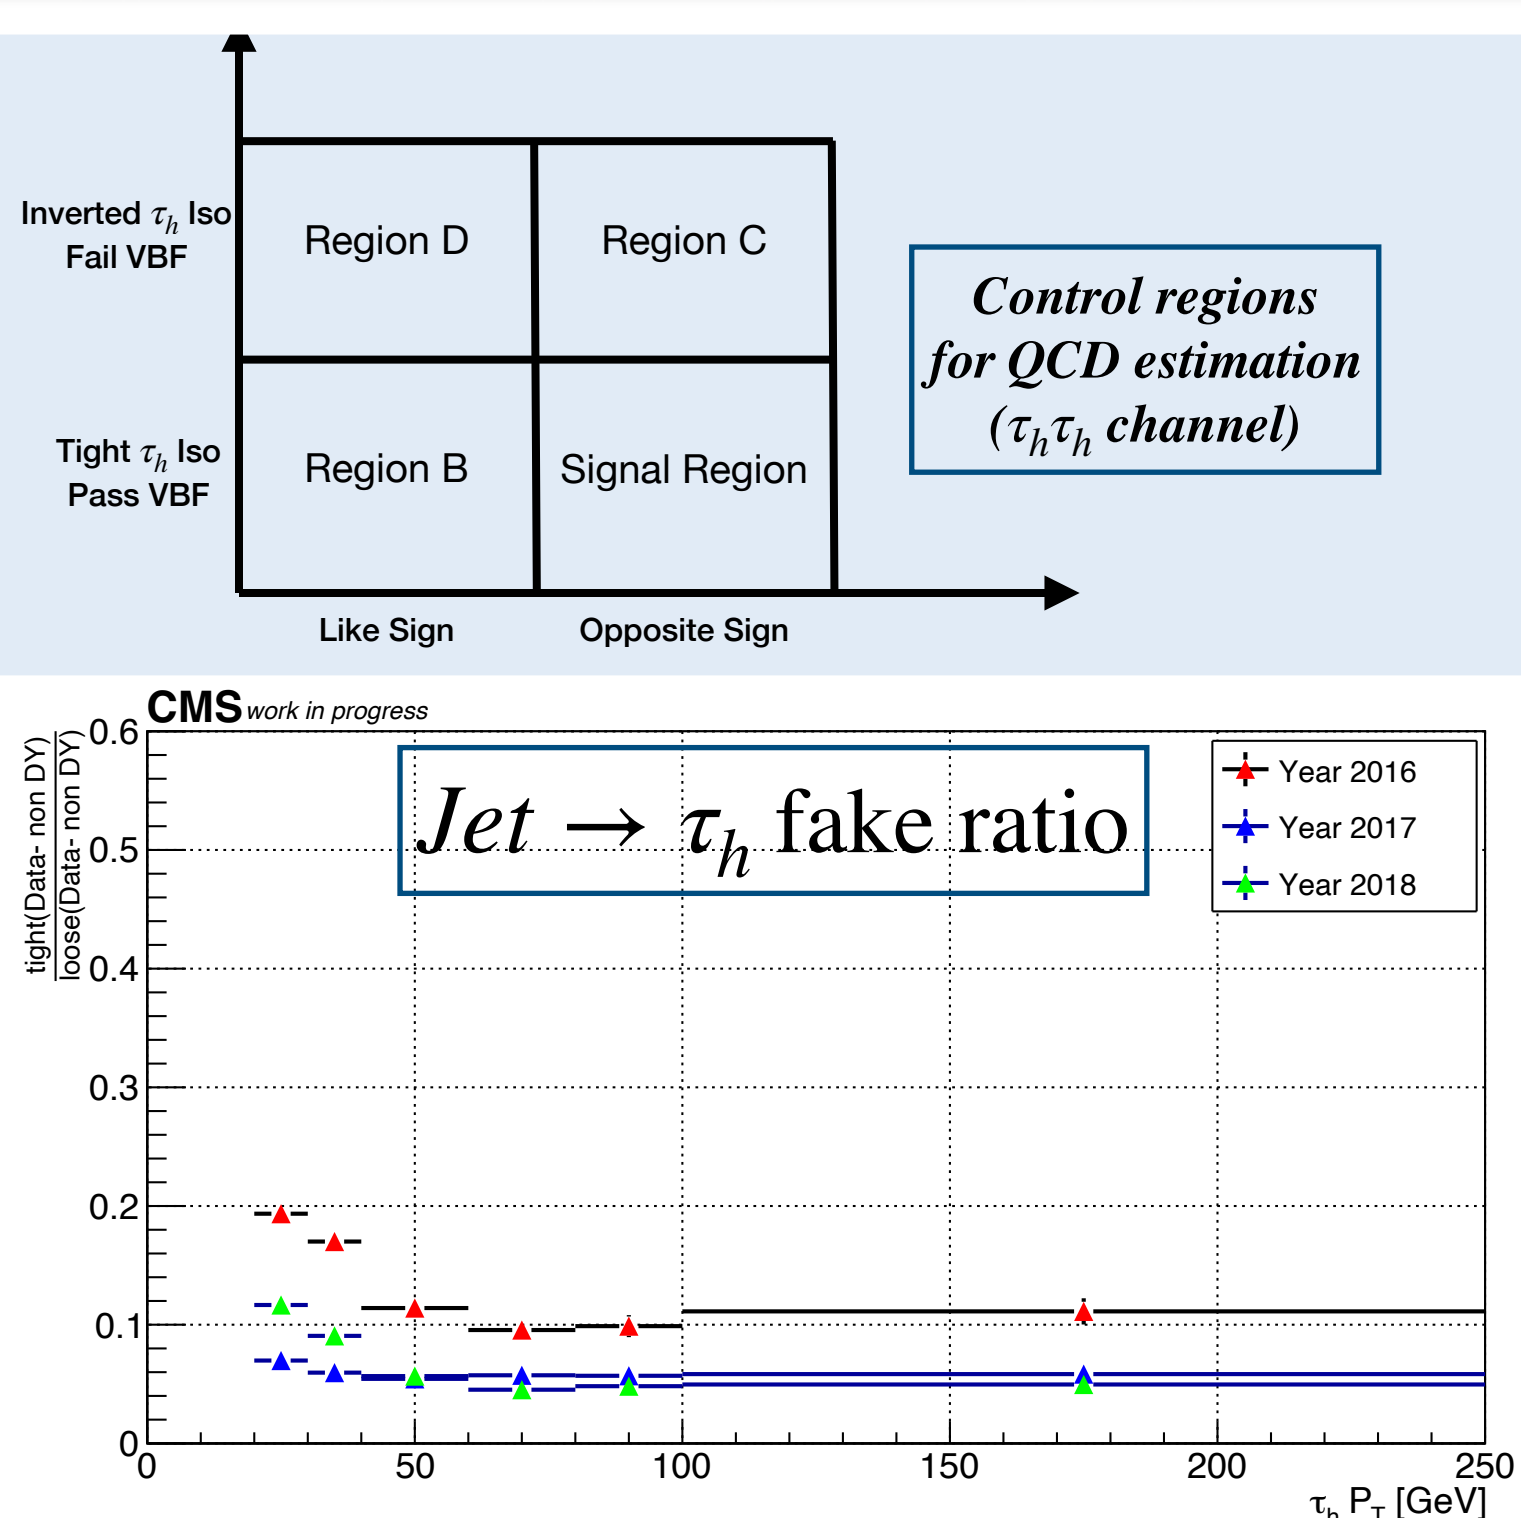 Inverted τh Iso
Fail VBF
Region D
Region C
Control regions
for QCD estimation
(τhτh channel)
Tight τh Iso
Pass VBF
Region B
Signal Region
Like Sign
Opposite Sign
CMS work in progress
tight(Data- non DY)
loose(Data- non DY)
Jet → τh fake ratio
Year 2016
Year 2017
Year 2018
0.6
0.5
0.4
0.3
0.2
0.1
0
0 50 100 150 200 250
τh PT [GeV]